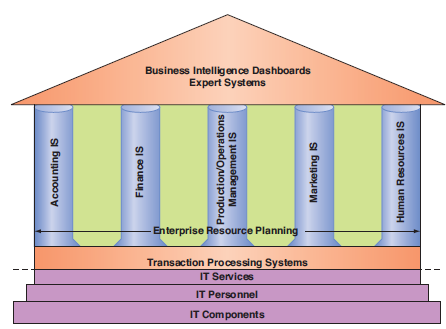 Business Intelligence Dashboards
Expert Systems
Accounting IS
Finance IS
Production/Operations
Management IS
Marketing IS
Human Resources IS
Enterprise Resource Planning
Transaction Processing Systems
IT Services
IT Personnel
IT Components